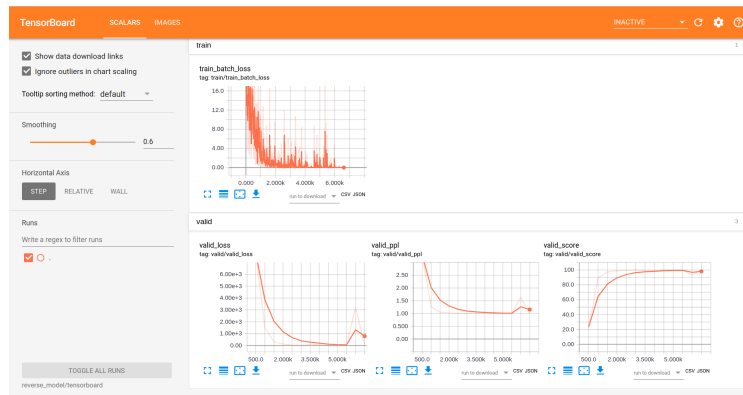 TensorBoard SCALARS IMAGES INACTIVE
Show data download links
Ignore outliers in chart scaling
Tooltip sorting method: default
Smoothing
0.6
Horizontal Axis
STEP RELATIVE WALL
Runs
Write a regex to filter runs
.
TOGGLE ALL RUNS
reverse_model/tensorboard
train 1
train_batch_loss
tag: train/train_batch_loss
16.0
12.0
8.00
4.00
0.00
0.000 2.000k 4.000k 6.000k
run to download CSV JSON
valid 3
valid_loss
tag: valid/valid_loss
6.00e+3
5.00e+3
4.00e+3
3.00e+3
2.00e+3
1.00e+3
0.00
500.0 2.000k 3.500k 5.000k
run to download CSV JSON
valid_ppl
tag: valid/valid_ppl
2.50
2.00
1.50
1.00
0.500
0.00
500.0 2.000k 3.500k 5.000k
run to download CSV JSON
valid_score
tag: valid/valid_score
100
80.0
60.0
40.0
20.0
0.00
500.0 2.000k 3.500k 5.000k
run to download CSV JSON